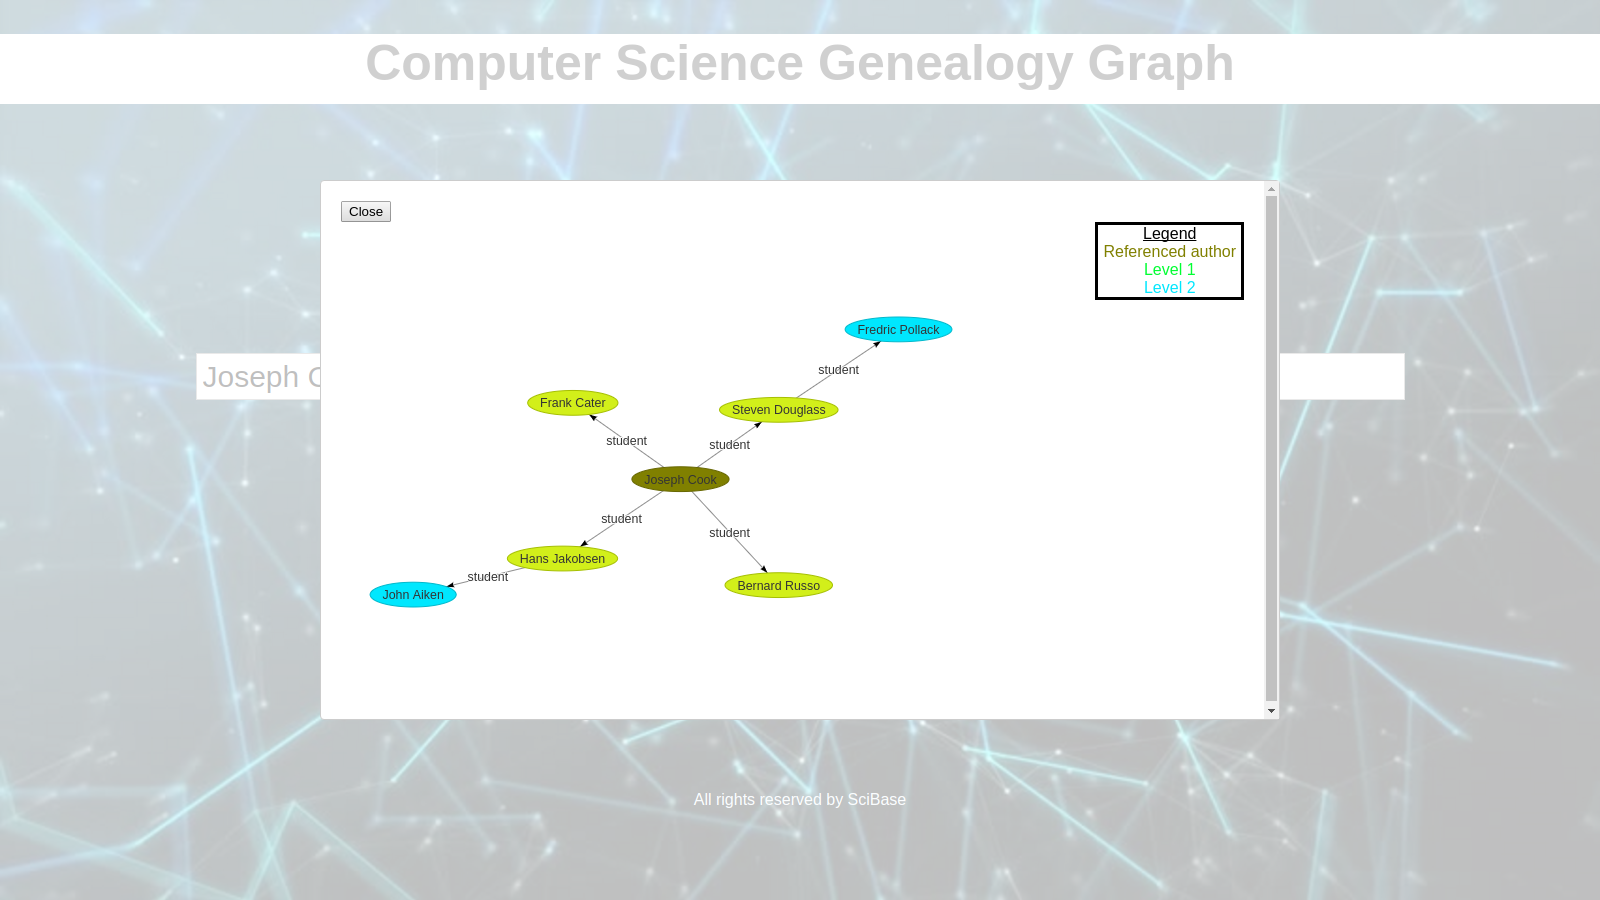 Computer Science Genealogy Graph
Close
Legend
Referenced author
Level 1
Level 2
Fredric Pollack
student
Joseph
Frank Cater
Steven Douglass
student
student
Joseph Cook
student
student
Hans Jakobsen
student
Bernard Russo
John Aiken
All rights reserved by SciBase